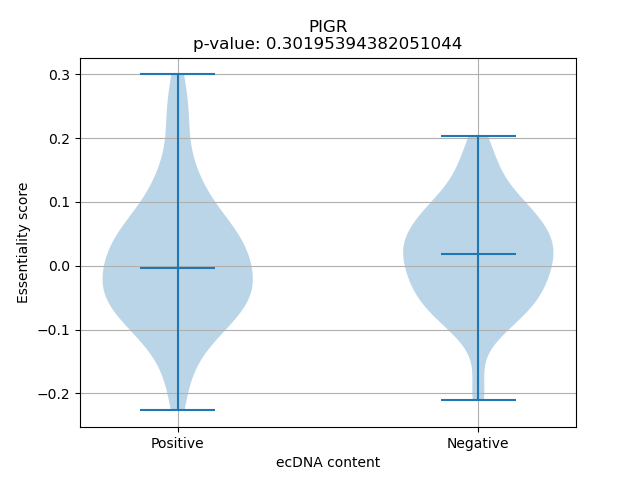 PIGR
p-value: 0.30195394382051044
0.3
0.2
0.1
0.0
−0.1
−0.2
Essentiality score
Positive
Negative
ecDNA content